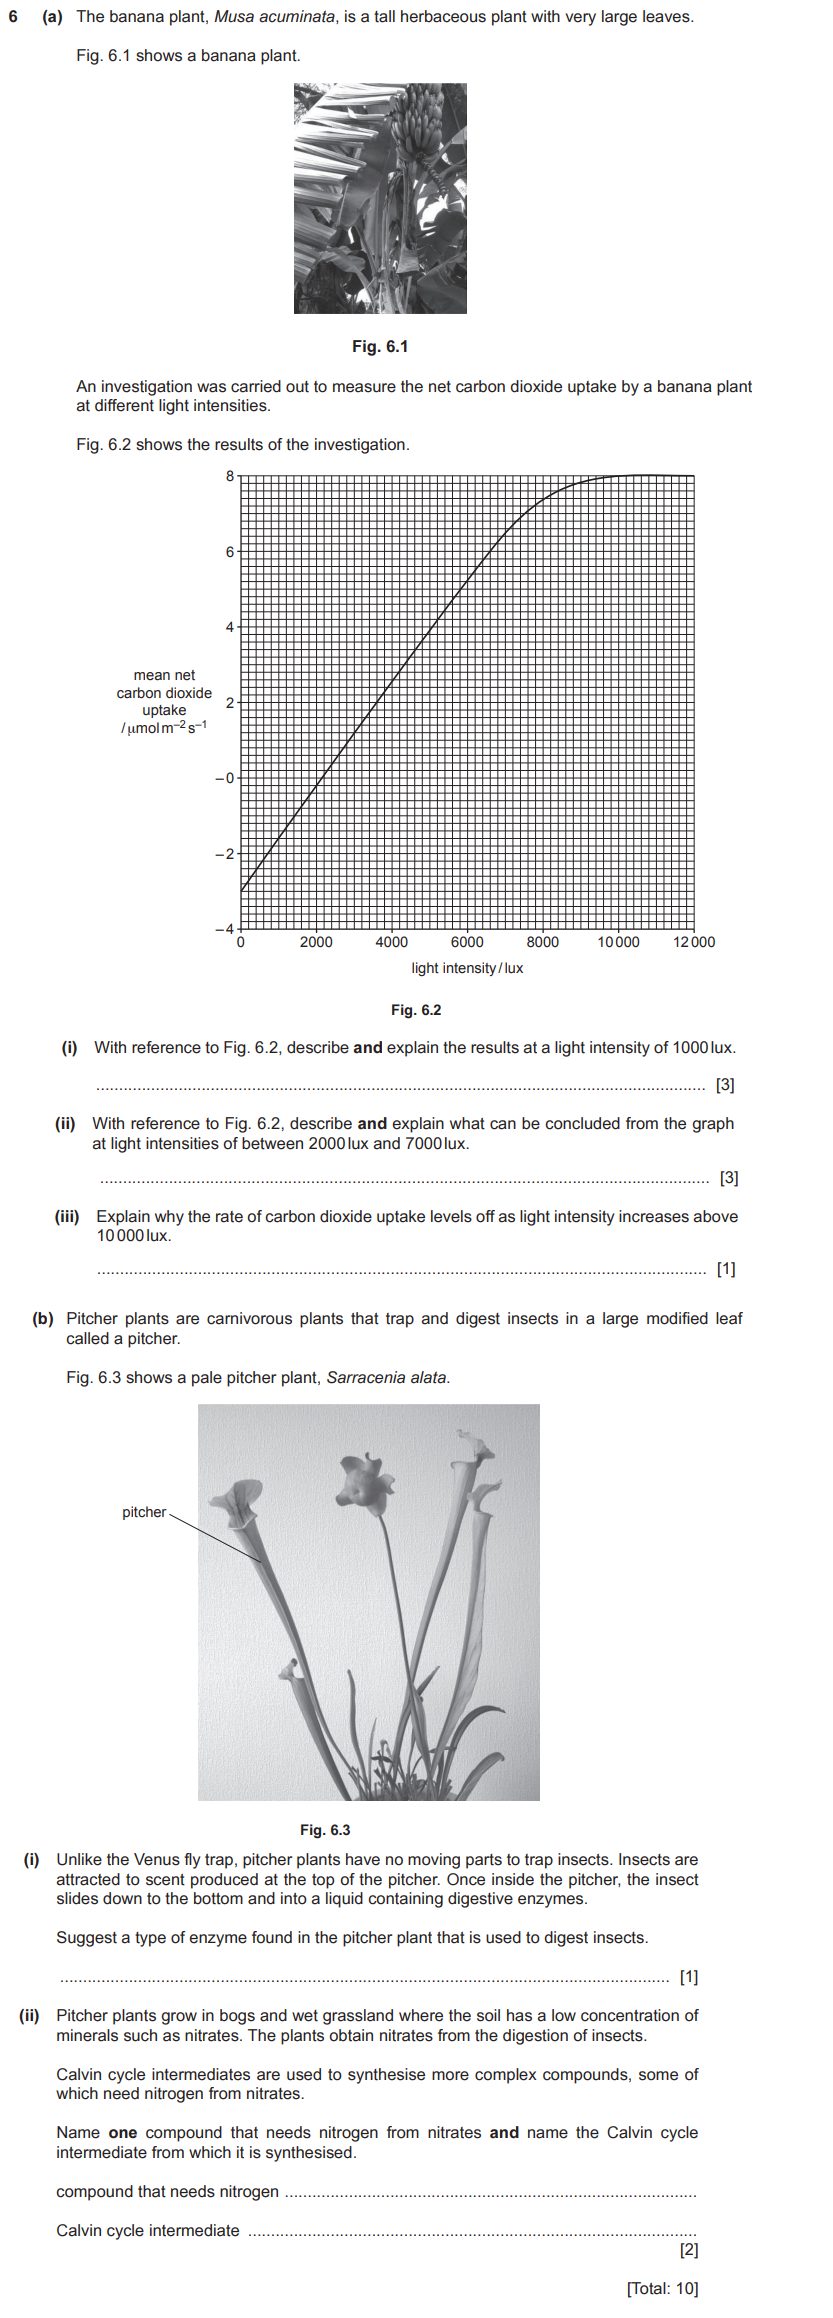 6 (a) The banana plant, Musa acuminata, is a tall herbaceous plant with very large leaves.
Fig. 6.1 shows a banana plant.
Fig. 6.1
An investigation was carried out to measure the net carbon dioxide uptake by a banana plant
at different light intensities.
Fig. 6.2 shows the results of the investigation.
8
6
4
mean net
carbon dioxide
uptake
/μmol m⁻² s⁻¹
2
–0
–2
–4
0 2000 4000 6000 8000 10 000 12 000
light intensity / lux
Fig. 6.2
(i) With reference to Fig. 6.2, describe and explain the results at a light intensity of 1000 lux.
[3]
(ii) With reference to Fig. 6.2, describe and explain what can be concluded from the graph
at light intensities of between 2000 lux and 7000 lux.
[3]
(iii) Explain why the rate of carbon dioxide uptake levels off as light intensity increases above
10 000 lux.
[1]
(b) Pitcher plants are carnivorous plants that trap and digest insects in a large modified leaf
called a pitcher.
Fig. 6.3 shows a pale pitcher plant, Sarracenia alata.
pitcher
Fig. 6.3
(i) Unlike the Venus fly trap, pitcher plants have no moving parts to trap insects. Insects are
attracted to scent produced at the top of the pitcher. Once inside the pitcher, the insect
slides down to the bottom and into a liquid containing digestive enzymes.
Suggest a type of enzyme found in the pitcher plant that is used to digest insects.
[1]
(ii) Pitcher plants grow in bogs and wet grassland where the soil has a low concentration of
minerals such as nitrates. The plants obtain nitrates from the digestion of insects.
Calvin cycle intermediates are used to synthesise more complex compounds, some of
which need nitrogen from nitrates.
Name one compound that needs nitrogen from nitrates and name the Calvin cycle
intermediate from which it is synthesised.
compound that needs nitrogen
Calvin cycle intermediate
[2]
[Total: 10]